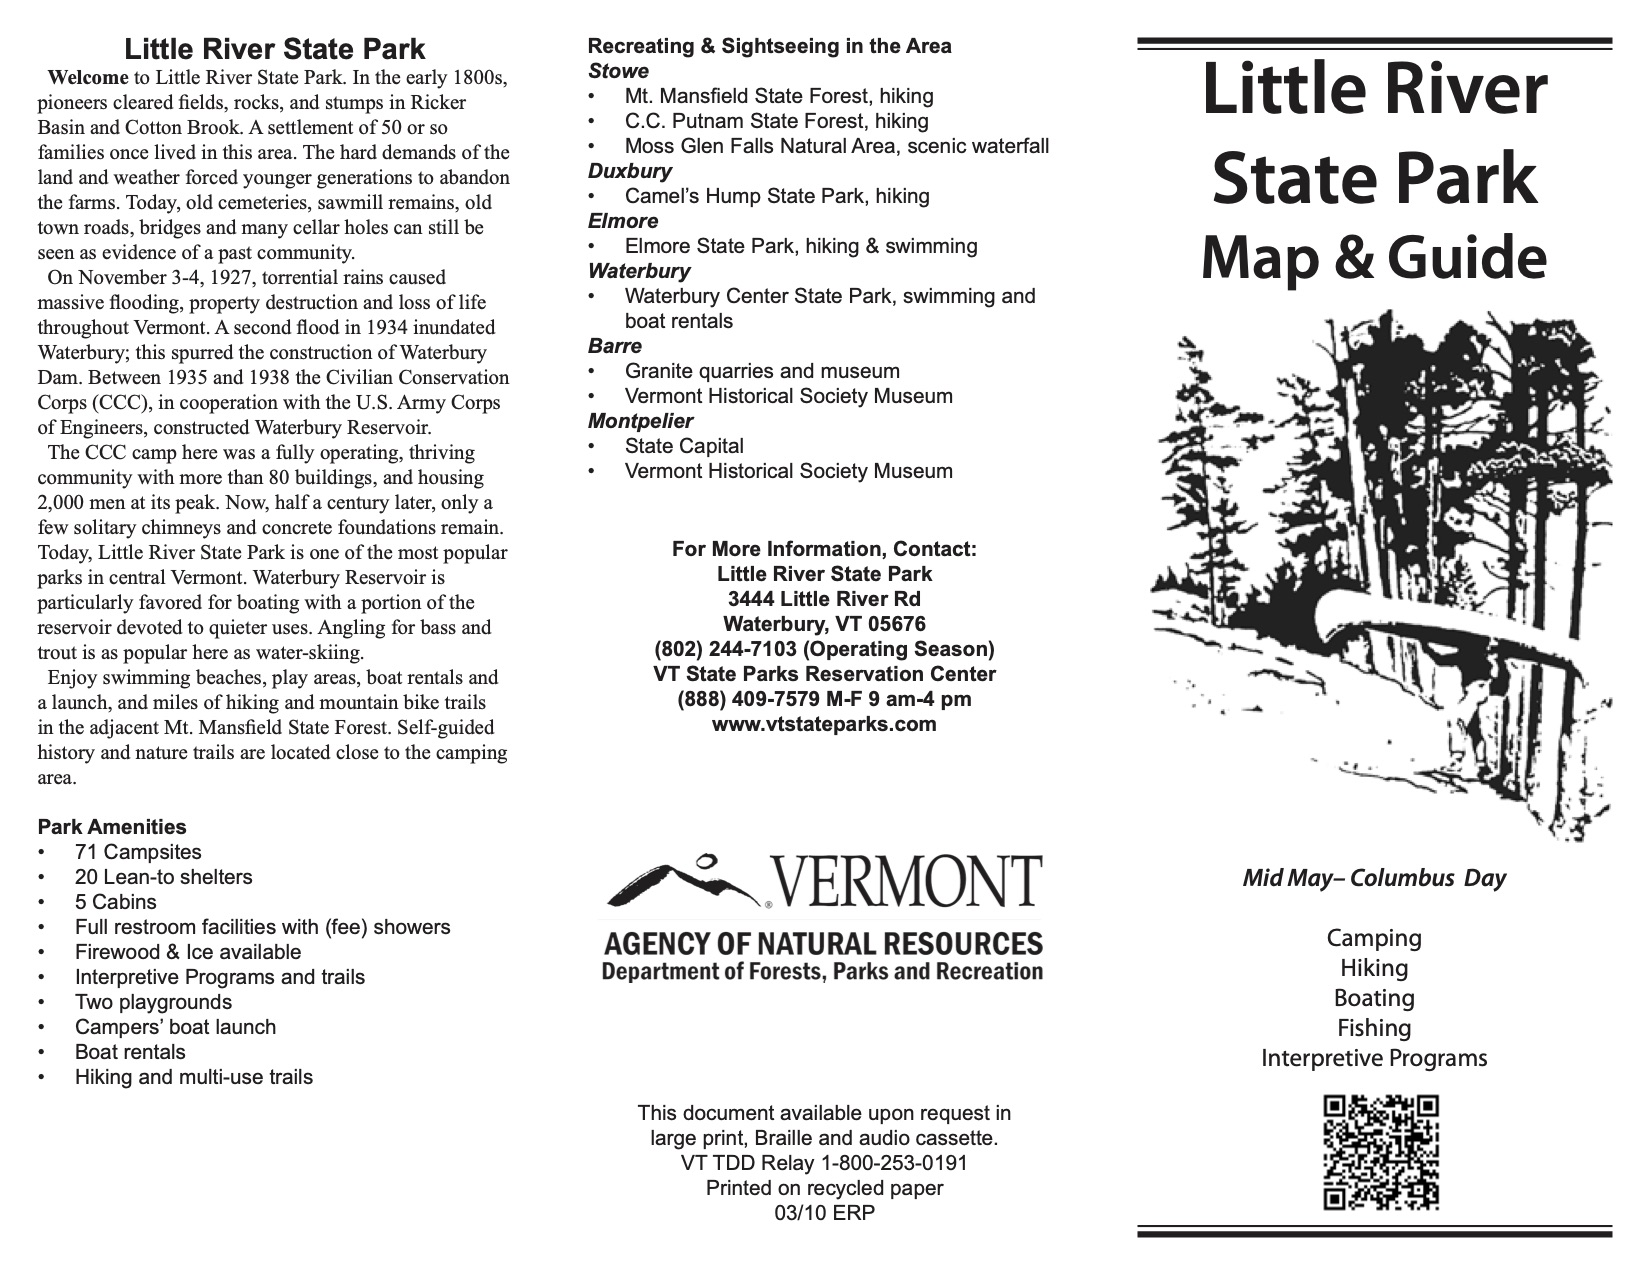 Little River State Park
Welcome to Little River State Park. In the early 1800s,
pioneers cleared fields, rocks, and stumps in Ricker
Basin and Cotton Brook. A settlement of 50 or so
families once lived in this area. The hard demands of the
land and weather forced younger generations to abandon
the farms. Today, old cemeteries, sawmill remains, old
town roads, bridges and many cellar holes can still be
seen as evidence of a past community.
On November 3-4, 1927, torrential rains caused
massive flooding, property destruction and loss of life
throughout Vermont. A second flood in 1934 inundated
Waterbury; this spurred the construction of Waterbury
Dam. Between 1935 and 1938 the Civilian Conservation
Corps (CCC), in cooperation with the U.S. Army Corps
of Engineers, constructed Waterbury Reservoir.
The CCC camp here was a fully operating, thriving
community with more than 80 buildings, and housing
2,000 men at its peak. Now, half a century later, only a
few solitary chimneys and concrete foundations remain.
Today, Little River State Park is one of the most popular
parks in central Vermont. Waterbury Reservoir is
particularly favored for boating with a portion of the
reservoir devoted to quieter uses. Angling for bass and
trout is as popular here as water-skiing.
Enjoy swimming beaches, play areas, boat rentals and
a launch, and miles of hiking and mountain bike trails
in the adjacent Mt. Mansfield State Forest. Self-guided
history and nature trails are located close to the camping
area.
Park Amenities
• 71 Campsites
• 20 Lean-to shelters
• 5 Cabins
• Full restroom facilities with (fee) showers
• Firewood & Ice available
• Interpretive Programs and trails
• Two playgrounds
• Campers’ boat launch
• Boat rentals
• Hiking and multi-use trails
Recreating & Sightseeing in the Area
Stowe
• Mt. Mansfield State Forest, hiking
• C.C. Putnam State Forest, hiking
• Moss Glen Falls Natural Area, scenic waterfall
Duxbury
• Camel’s Hump State Park, hiking
Elmore
• Elmore State Park, hiking & swimming
Waterbury
• Waterbury Center State Park, swimming and
boat rentals
Barre
• Granite quarries and museum
• Vermont Historical Society Museum
Montpelier
• State Capital
• Vermont Historical Society Museum
For More Information, Contact:
Little River State Park
3444 Little River Rd
Waterbury, VT 05676
(802) 244-7103 (Operating Season)
VT State Parks Reservation Center
(888) 409-7579 M-F 9 am-4 pm
www.vtstateparks.com
® VERMONT
AGENCY OF NATURAL RESOURCES
Department of Forests, Parks and Recreation
This document available upon request in
large print, Braille and audio cassette.
VT TDD Relay 1-800-253-0191
Printed on recycled paper
03/10 ERP
Little River
State Park
Map & Guide
Mid May– Columbus Day
Camping
Hiking
Boating
Fishing
Interpretive Programs